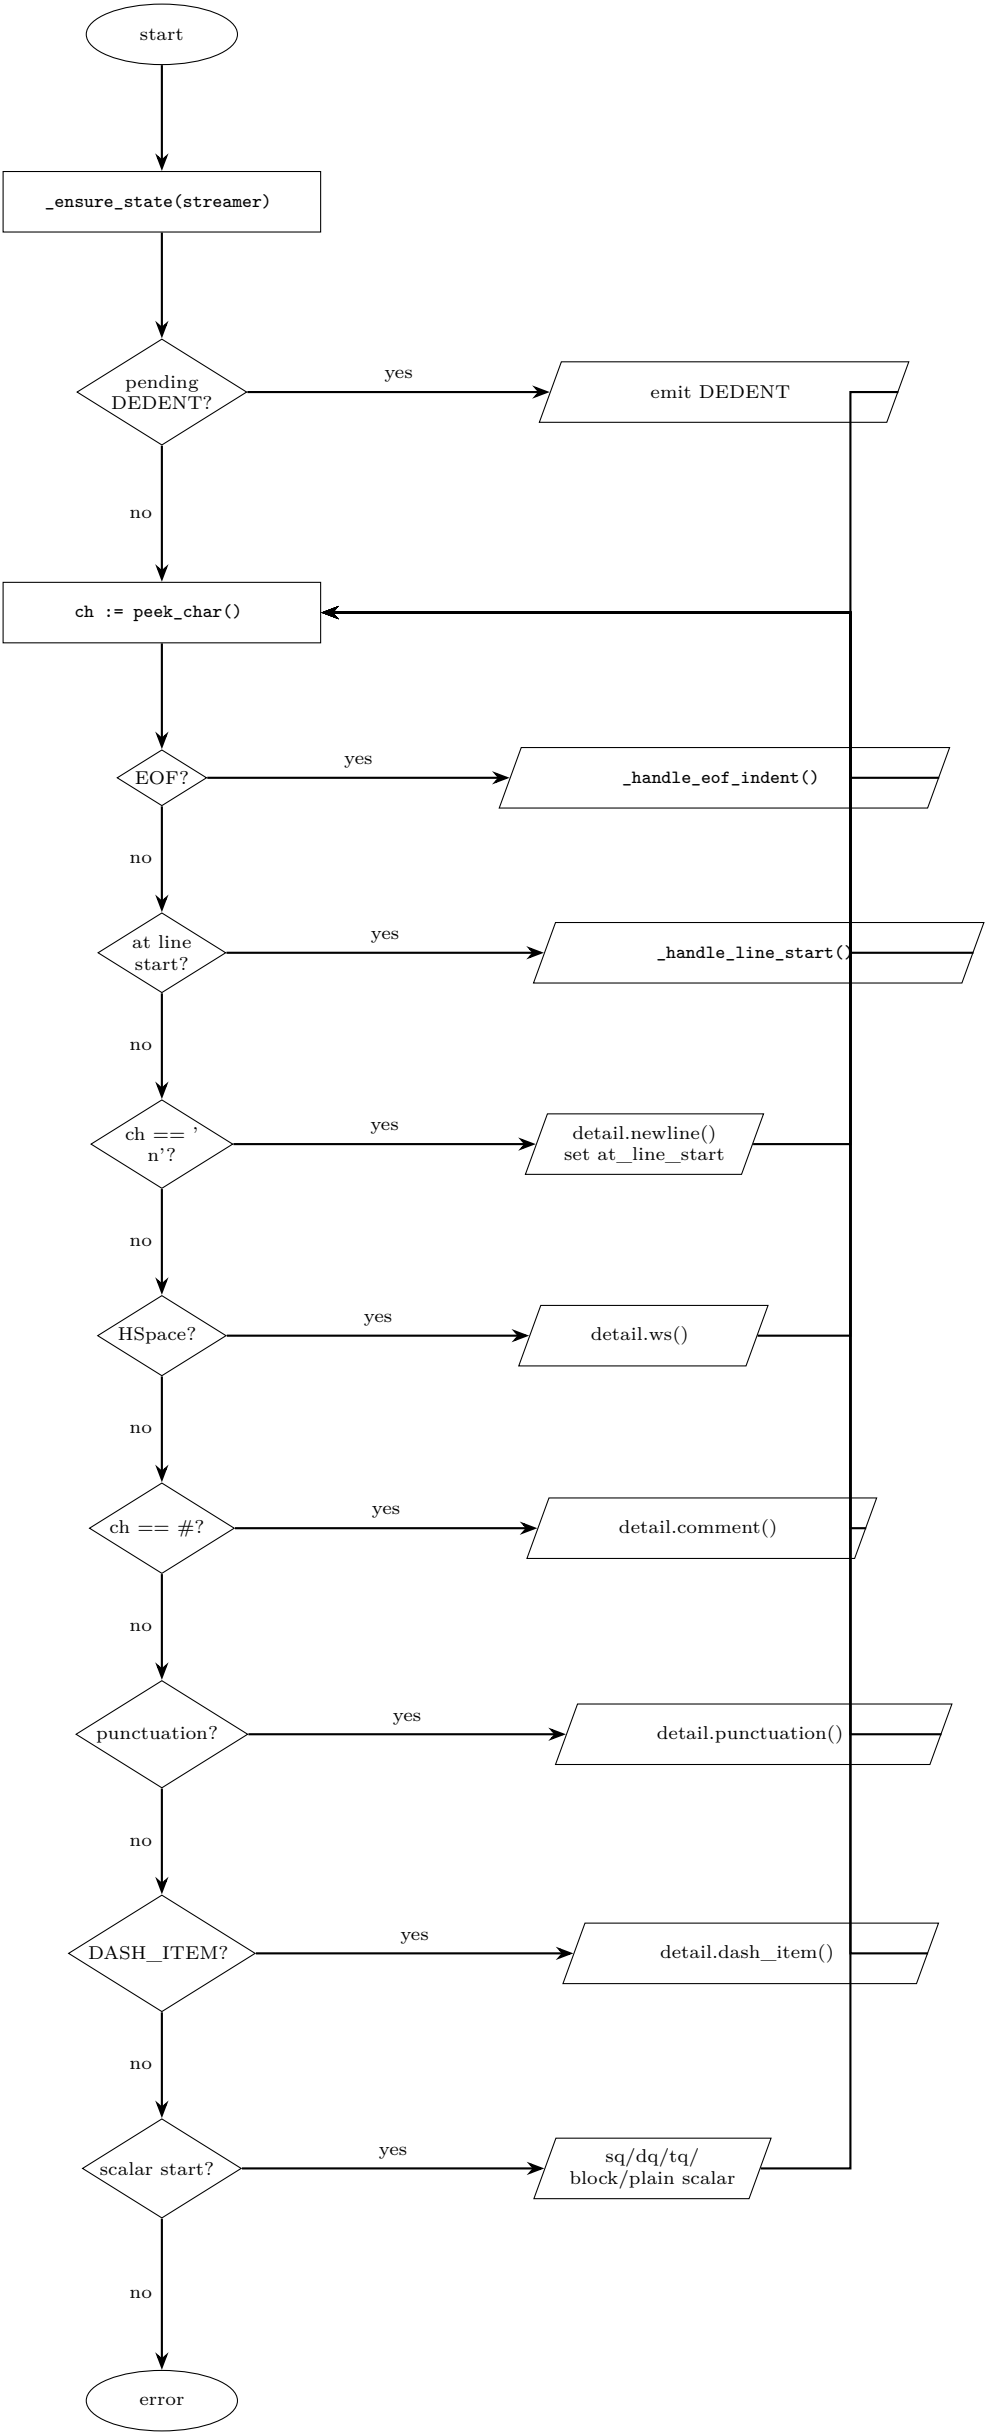 start
_ensure_state(streamer)
pending
DEDENT?
yes
emit DEDENT
no
ch := peek_char()
EOF?
yes
_handle_eof_indent()
no
at line
start?
yes
_handle_line_start()
no
ch == '
n'?
yes
detail.newline()
set at_line_start
no
HSpace?
yes
detail.ws()
no
ch == #?
yes
detail.comment()
no
punctuation?
yes
detail.punctuation()
no
DASH_ITEM?
yes
detail.dash_item()
no
scalar start?
yes
sq/dq/tq/
block/plain scalar
no
error